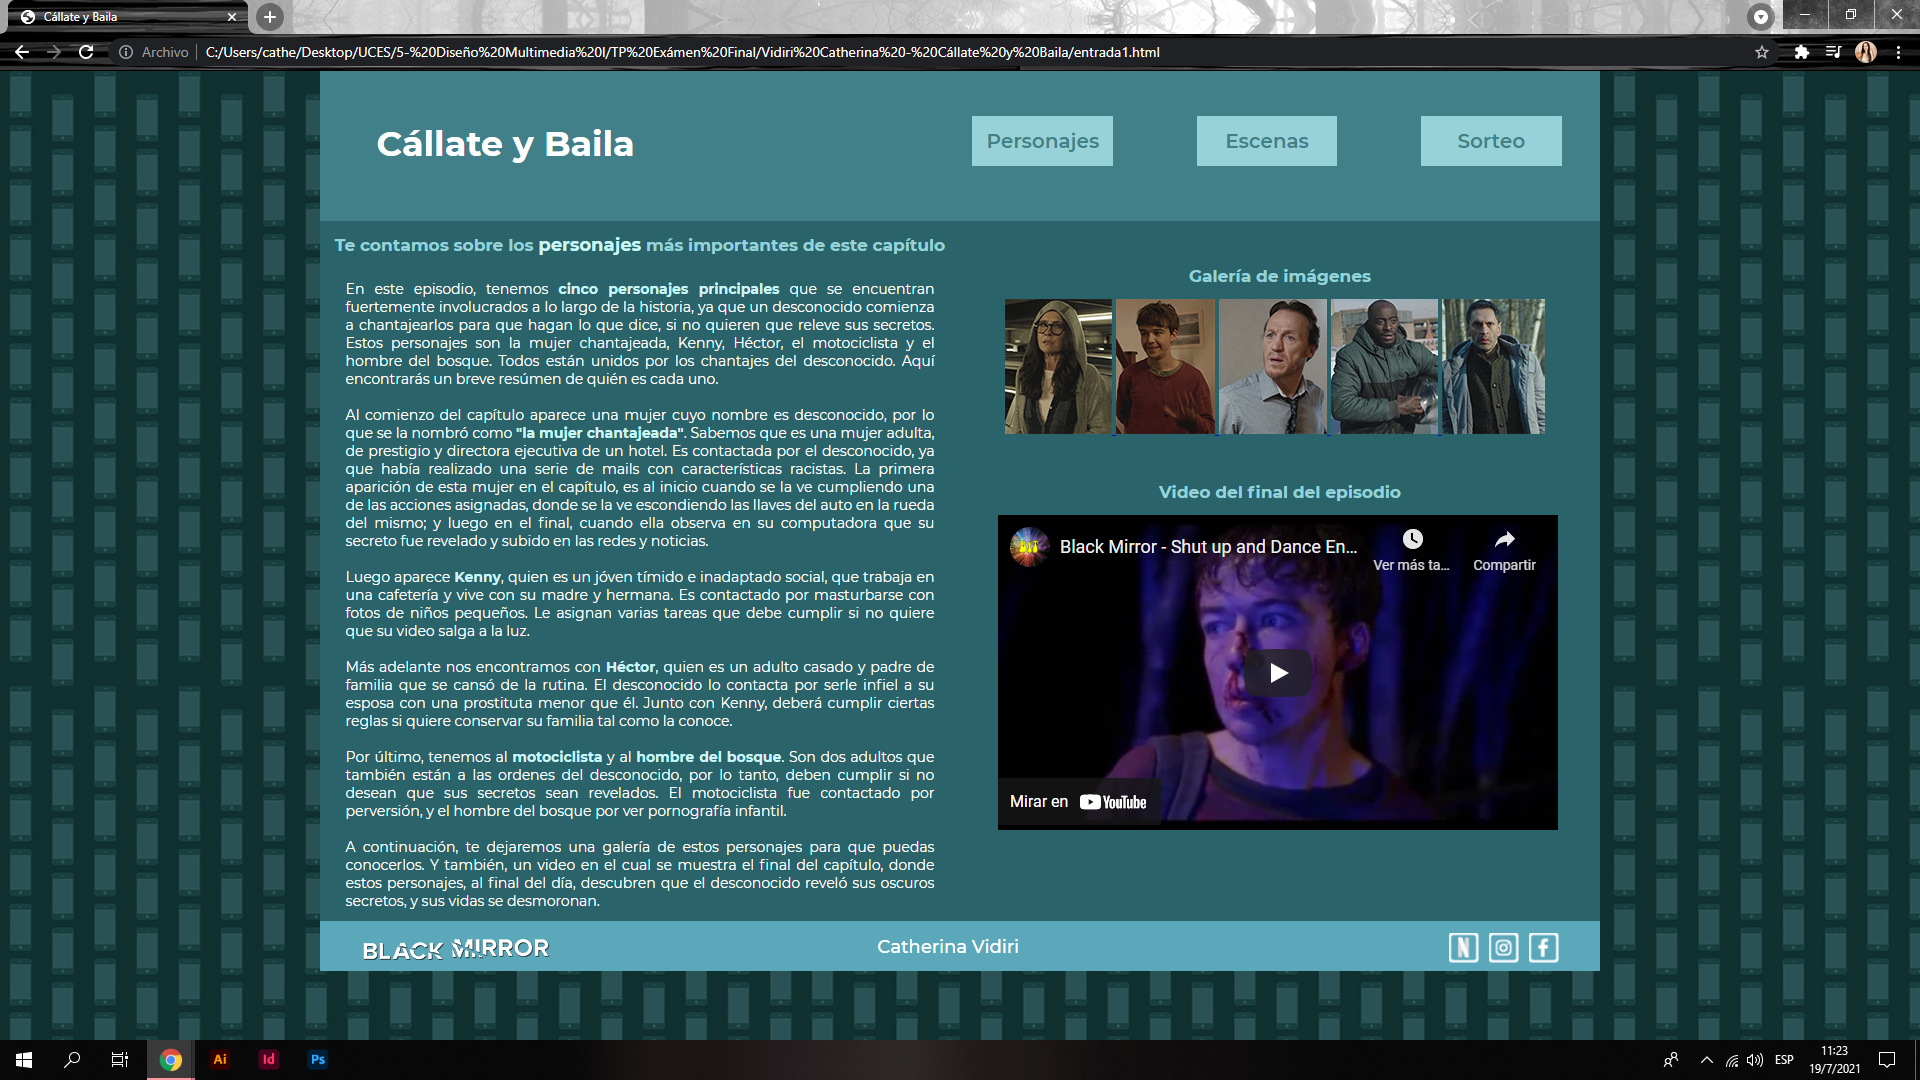 Cállate y Baila
Archivo
C:/Users/cathe/Desktop/UCES/5-%20Diseño%20Multimedia%20I/TP%20Exámen%20Final/Vidiri%20Catherina%20-%20Cállate%20y%20Baila/entrada1.html
Cállate y Baila
Personajes
Escenas
Sorteo
Te contamos sobre los personajes más importantes de este capítulo
En este episodio, tenemos cinco personajes principales que se encuentran
fuertemente involucrados a lo largo de la historia, ya que un desconocido comienza
a chantajearlos para que hagan lo que dice, si no quieren que releve sus secretos.
Estos personajes son la mujer chantajeada, Kenny, Héctor, el motociclista y el
hombre del bosque. Todos están unidos por los chantajes del desconocido. Aquí
encontrarás un breve resúmen de quién es cada uno.
Al comienzo del capítulo aparece una mujer cuyo nombre es desconocido, por lo
que se la nombró como "la mujer chantajeada". Sabemos que es una mujer adulta,
de prestigio y directora ejecutiva de un hotel. Es contactada por el desconocido, ya
que había realizado una serie de mails con características racistas. La primera
aparición de esta mujer en el capítulo, es al inicio cuando se la ve cumpliendo una
de las acciones asignadas, donde se la ve escondiendo las llaves del auto en la rueda
del mismo; y luego en el final, cuando ella observa en su computadora que su
secreto fue revelado y subido en las redes y noticias.
Luego aparece Kenny, quien es un jóven tímido e inadaptado social, que trabaja en
una cafetería y vive con su madre y hermana. Es contactado por masturbarse con
fotos de niños pequeños. Le asignan varias tareas que debe cumplir si no quiere
que su video salga a la luz.
Más adelante nos encontramos con Héctor, quien es un adulto casado y padre de
familia que se cansó de la rutina. El desconocido lo contacta por serle infiel a su
esposa con una prostituta menor que él. Junto con Kenny, deberá cumplir ciertas
reglas si quiere conservar su familia tal como la conoce.
Por último, tenemos al motociclista y al hombre del bosque. Son dos adultos que
también están a las ordenes del desconocido, por lo tanto, deben cumplir si no
desean que sus secretos sean revelados. El motociclista fue contactado por
perversión, y el hombre del bosque por ver pornografía infantil.
A continuación, te dejaremos una galería de estos personajes para que puedas
conocerlos. Y también, un video en el cual se muestra el final del capítulo, donde
estos personajes, al final del día, descubren que el desconocido reveló sus oscuros
secretos, y sus vidas se desmoronan.
Galería de imágenes
Video del final del episodio
Black Mirror - Shut up and Dance En...
Ver más ta...
Compartir
Mirar en YouTube
BLACK MIRROR
Catherina Vidiri
N
f
Ai
Id
Ps
ESP
11:23
19/7/2021